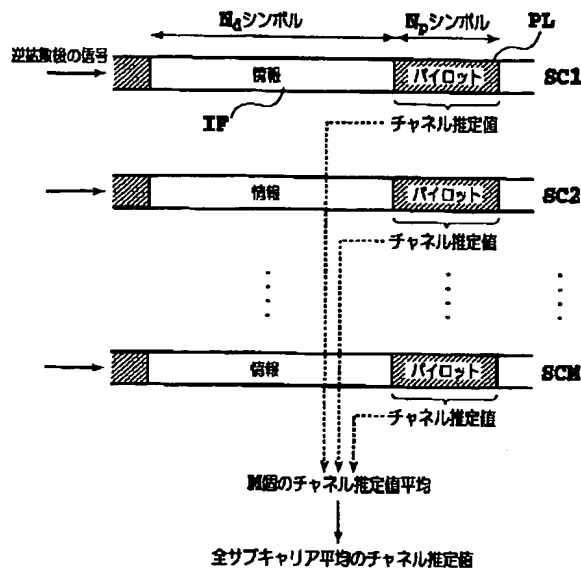 Ndシンボル Npシンボル PL
逆拡散後の信号 情報 パイロット SC1
IF チャネル推定値
情報 パイロット SC2
チャネル推定値
情報 パイロット SCM
チャネル推定値
M個のチャネル推定値平均
全サブキャリア平均のチャネル推定値